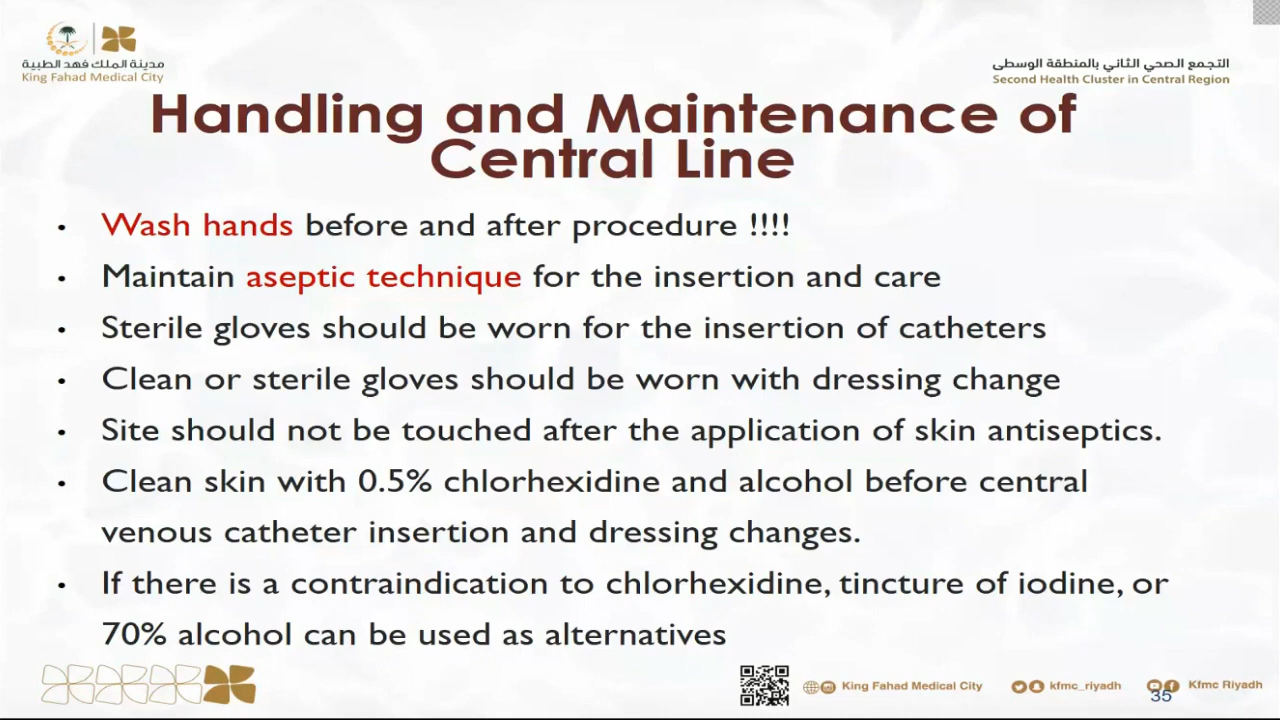 مدينة الملك فهد الطبية
King Fahad Medical City
التجمع الصحي الثاني بالمنطقة الوسطى
Second Health Cluster in Central Region
Handling and Maintenance of
Central Line
• Wash hands before and after procedure !!!!
• Maintain aseptic technique for the insertion and care
• Sterile gloves should be worn for the insertion of catheters
• Clean or sterile gloves should be worn with dressing change
• Site should not be touched after the application of skin antiseptics.
• Clean skin with 0.5% chlorhexidine and alcohol before central
venous catheter insertion and dressing changes.
• If there is a contraindication to chlorhexidine, tincture of iodine, or
70% alcohol can be used as alternatives
King Fahad Medical City
kfmc_riyadh
Kfmc Riyadh
35